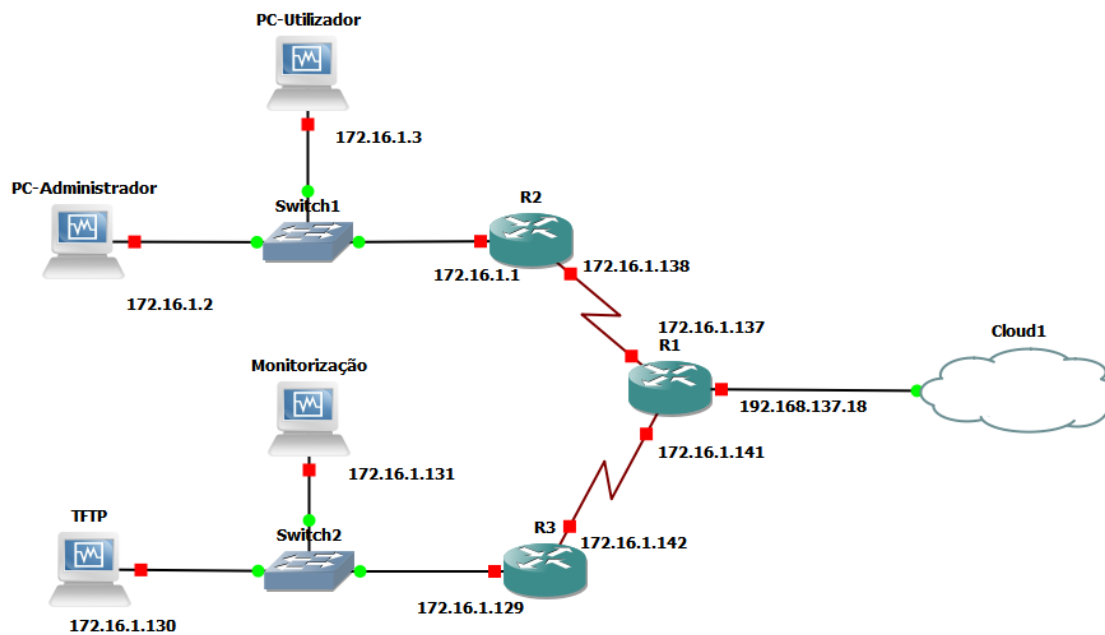 PC-Utilizador
172.16.1.3
PC-Administrador
172.16.1.2
Switch1
R2
172.16.1.1
172.16.1.138
172.16.1.137
R1
Cloud1
192.168.137.18
172.16.1.141
Monitorização
172.16.1.131
TFTP
172.16.1.130
Switch2
R3
172.16.1.142
172.16.1.129